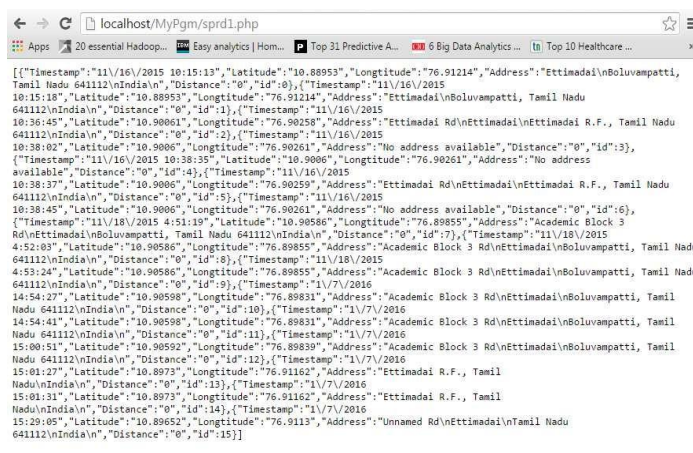 localhost/MyPgm/sprd1.php
Apps 20 essential Hadoop... IBM Easy analytics | Hom... P Top 31 Predictive A... 6 Big Data Analytics ... tn Top 10 Healthcare ... »
[{"Timestamp":"11\/16\/2015 10:15:13","Latitude":"10.88953","Longtitude":"76.91214","Address":"Ettimadai\nBoluvampatti,
Tamil Nadu 641112\nIndia\n","Distance":"0","id":0},{"Timestamp":"11\/16\/2015
10:15:18","Latitude":"10.88953","Longtitude":"76.91214","Address":"Ettimadai\nBoluvampatti, Tamil Nadu
641112\nIndia\n","Distance":"0","id":1},{"Timestamp":"11\/16\/2015
10:36:45","Latitude":"10.90061","Longtitude":"76.90258","Address":"Ettimadai Rd\nEttimadai\nEttimadai R.F., Tamil Nadu
641112\nIndia\n","Distance":"0","id":2},{"Timestamp":"11\/16\/2015
10:38:02","Latitude":"10.9006","Longtitude":"76.90261","Address":"No address available","Distance":"0","id":3},
{"Timestamp":"11\/16\/2015 10:38:35","Latitude":"10.9006","Longtitude":"76.90261","Address":"No address
available","Distance":"0","id":4},{"Timestamp":"11\/16\/2015
10:38:37","Latitude":"10.9006","Longtitude":"76.90259","Address":"Ettimadai Rd\nEttimadai\nEttimadai R.F., Tamil Nadu
641112\nIndia\n","Distance":"0","id":5},{"Timestamp":"11\/16\/2015
10:38:45","Latitude":"10.9006","Longtitude":"76.90261","Address":"No address available","Distance":"0","id":6},
{"Timestamp":"11\/18\/2015 4:51:19","Latitude":"10.90586","Longtitude":"76.89855","Address":"Academic Block 3
Rd\nEttimadai\nBoluvampatti, Tamil Nadu 641112\nIndia\n","Distance":"0","id":7},{"Timestamp":"11\/18\/2015
4:52:03","Latitude":"10.90586","Longtitude":"76.89855","Address":"Academic Block 3 Rd\nEttimadai\nBoluvampatti, Tamil Nadu
641112\nIndia\n","Distance":"0","id":8},{"Timestamp":"11\/18\/2015
4:53:24","Latitude":"10.90586","Longtitude":"76.89855","Address":"Academic Block 3 Rd\nEttimadai\nBoluvampatti, Tamil Nadu
641112\nIndia\n","Distance":"0","id":9},{"Timestamp":"1\/7\/2016
14:54:27","Latitude":"10.90598","Longtitude":"76.89831","Address":"Academic Block 3 Rd\nEttimadai\nBoluvampatti, Tamil
Nadu 641112\nIndia\n","Distance":"0","id":10},{"Timestamp":"1\/7\/2016
14:54:41","Latitude":"10.90598","Longtitude":"76.89831","Address":"Academic Block 3 Rd\nEttimadai\nBoluvampatti, Tamil
Nadu 641112\nIndia\n","Distance":"0","id":11},{"Timestamp":"1\/7\/2016
15:00:51","Latitude":"10.90592","Longtitude":"76.89839","Address":"Academic Block 3 Rd\nEttimadai\nBoluvampatti, Tamil
Nadu 641112\nIndia\n","Distance":"0","id":12},{"Timestamp":"1\/7\/2016
15:01:27","Latitude":"10.8973","Longtitude":"76.91162","Address":"Ettimadai R.F., Tamil
Nadu\nIndia\n","Distance":"0","id":13},{"Timestamp":"1\/7\/2016
15:01:31","Latitude":"10.8973","Longtitude":"76.91162","Address":"Ettimadai R.F., Tamil
Nadu\nIndia\n","Distance":"0","id":14},{"Timestamp":"1\/7\/2016
15:29:05","Latitude":"10.89652","Longtitude":"76.9113","Address":"Unnamed Rd\nEttimadai\nTamil Nadu
641112\nIndia\n","Distance":"0","id":15}]